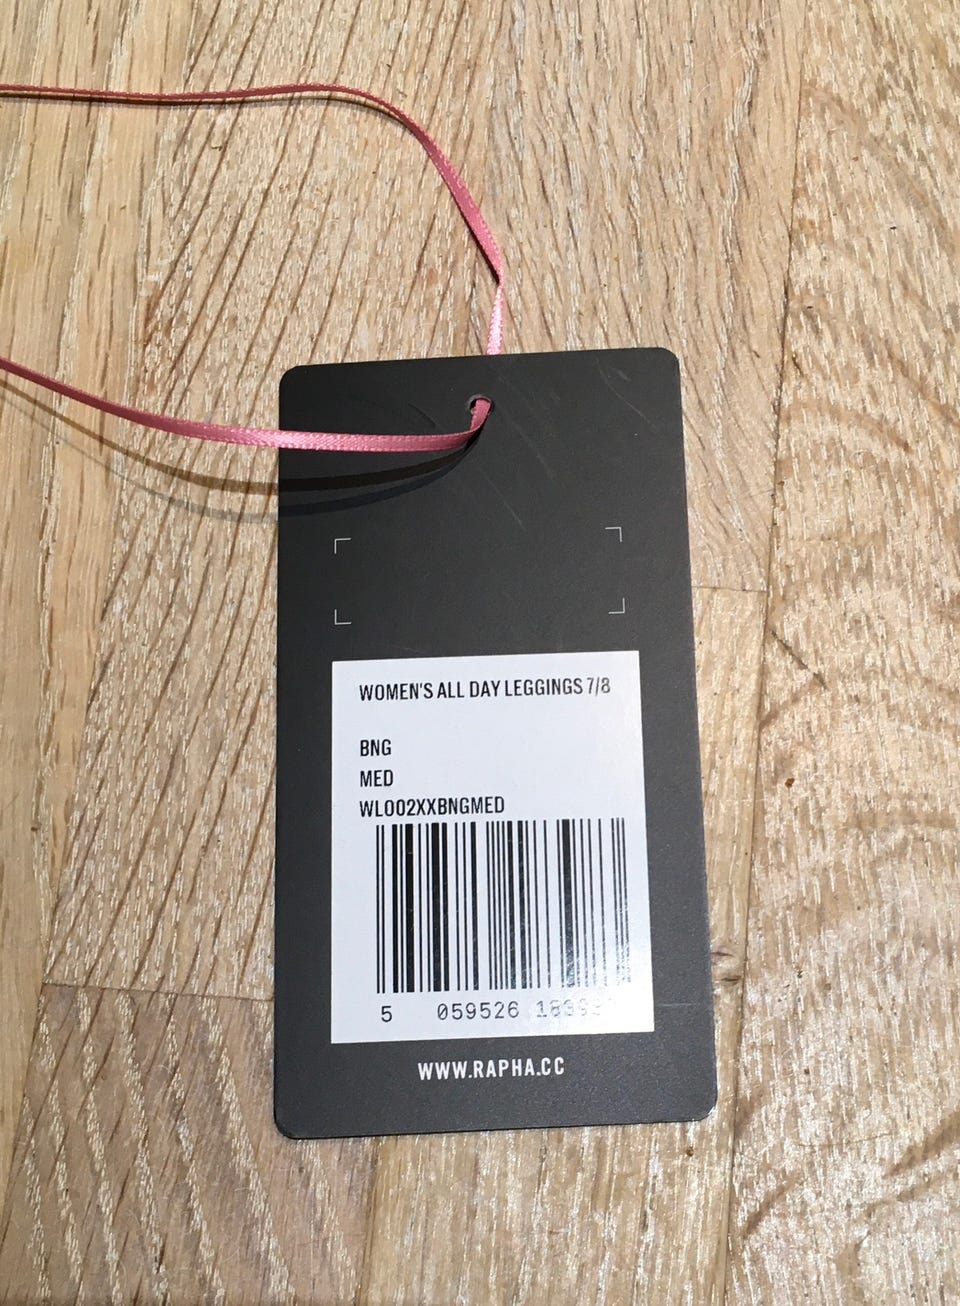 WOMEN'S ALL DAY LEGGINGS 7/8
BNG
MED
WL002XXBNGMED
5 059526
WWW.RAPHA.CC